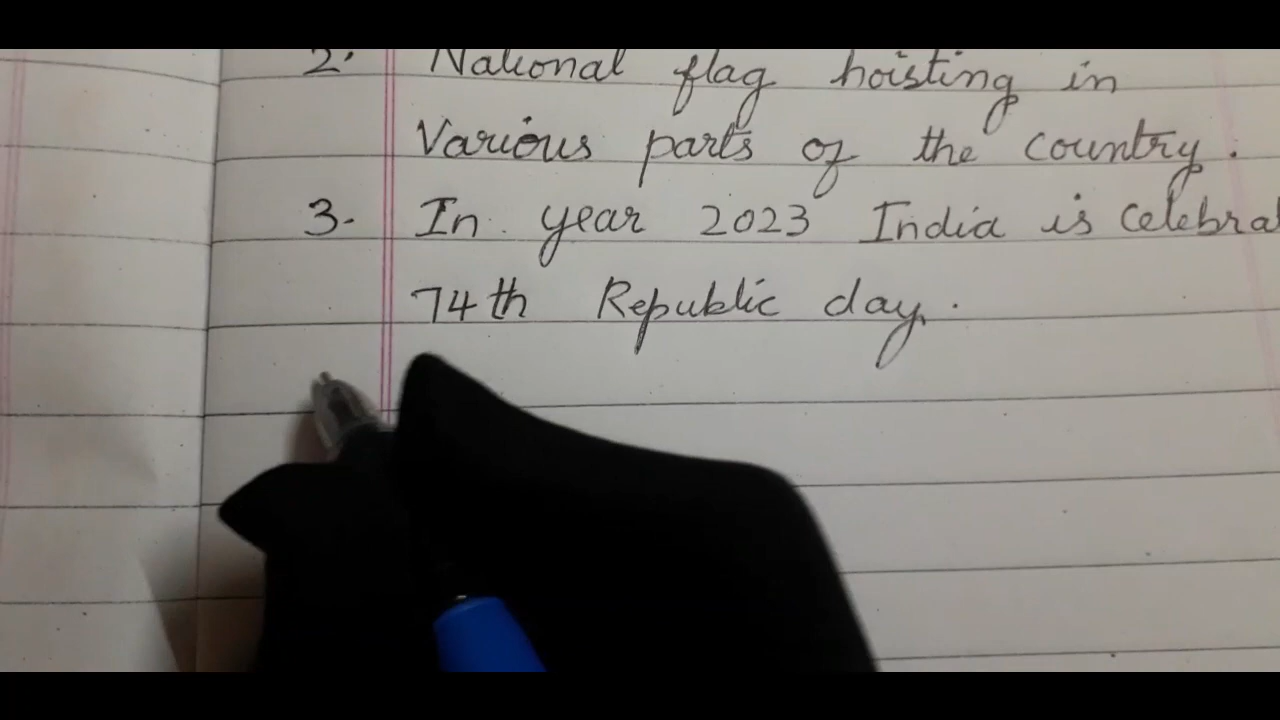 2. National flag hoisting in
Various parts of the country.
3. In year 2023 India is celebra
74th Republic day.